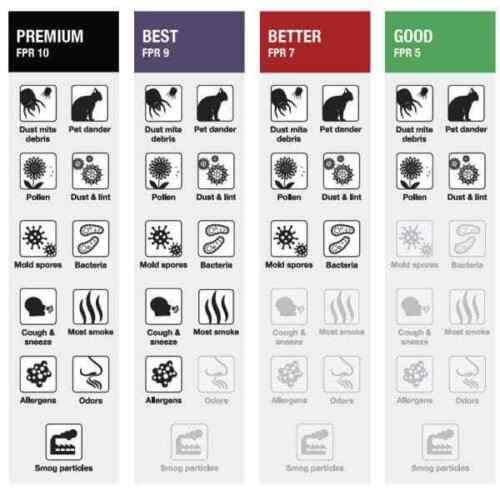 PREMIUM
FPR 10
Dust mite
debris
Pet dander
Pollen
Dust & lint
Mold spores
Bacteria
Cough &
sneeze
Most smoke
Allergens
Odors
Smog particles
BEST
FPR 9
Dust mite
debris
Pet dander
Pollen
Dust & lint
Mold spores
Bacteria
Cough &
sneeze
Most smoke
Allergens
Odors
Smog particles
BETTER
FPR 7
Dust mite
debris
Pet dander
Pollen
Dust & lint
Mold spores
Bacteria
Cough &
sneeze
Most smoke
Allergens
Odors
Smog particles
GOOD
FPR 5
Dust mite
debris
Pet dander
Pollen
Dust & lint
Mold spores
Bacteria
Cough &
sneeze
Most smoke
Allergens
Odors
Smog particles